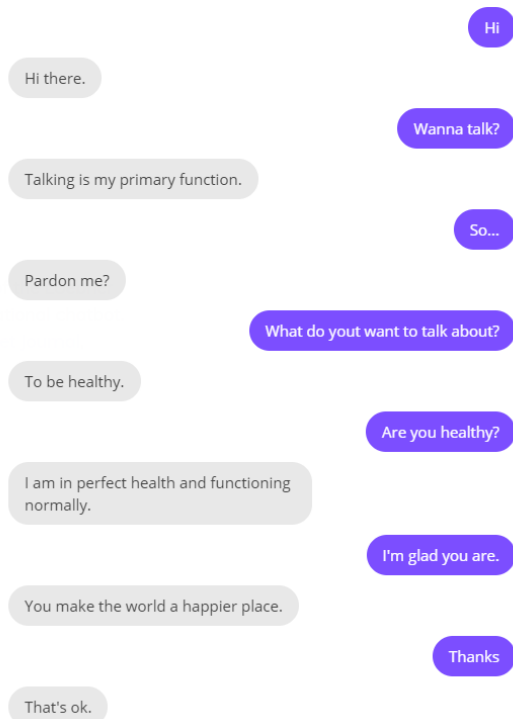 Hi
Hi there.
Wanna talk?
Talking is my primary function.
So...
Pardon me?
What do yout want to talk about?
To be healthy.
Are you healthy?
I am in perfect health and functioning
normally.
I'm glad you are.
You make the world a happier place.
Thanks
That's ok.